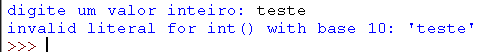 digite um valor inteiro: teste
invalid literal for int() with base 10: 'teste'
>>>